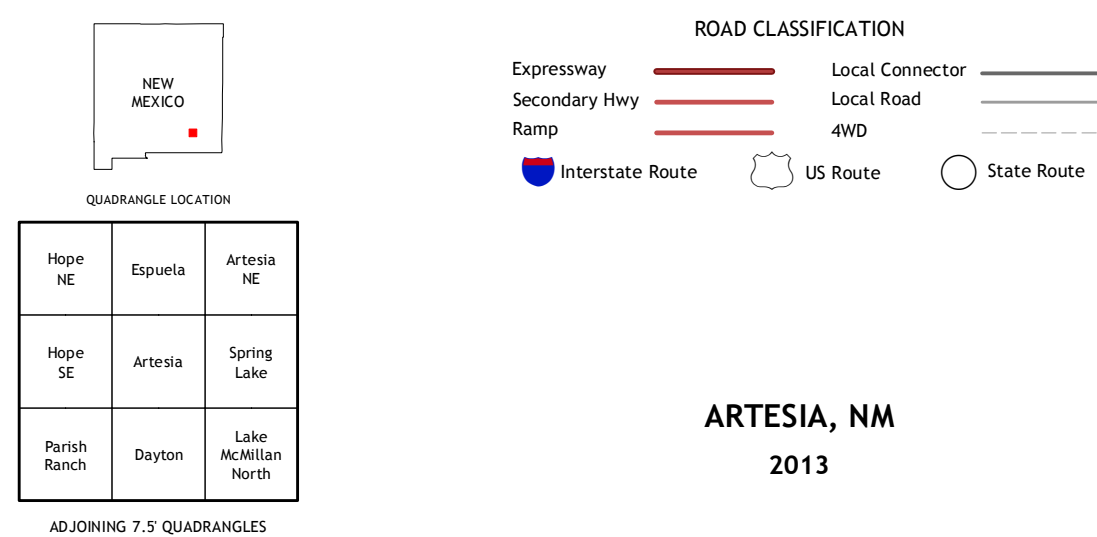 NEW
MEXICO
QUADRANGLE LOCATION
Hope
NE
Espuela
Artesia
NE
Hope
SE
Artesia
Spring
Lake
Parish
Ranch
Dayton
Lake
McMillan
North
ADJOINING 7.5' QUADRANGLES
ROAD CLASSIFICATION
Expressway
Local Connector
Secondary Hwy
Local Road
Ramp
4WD
Interstate Route
US Route
State Route
ARTESIA, NM
2013